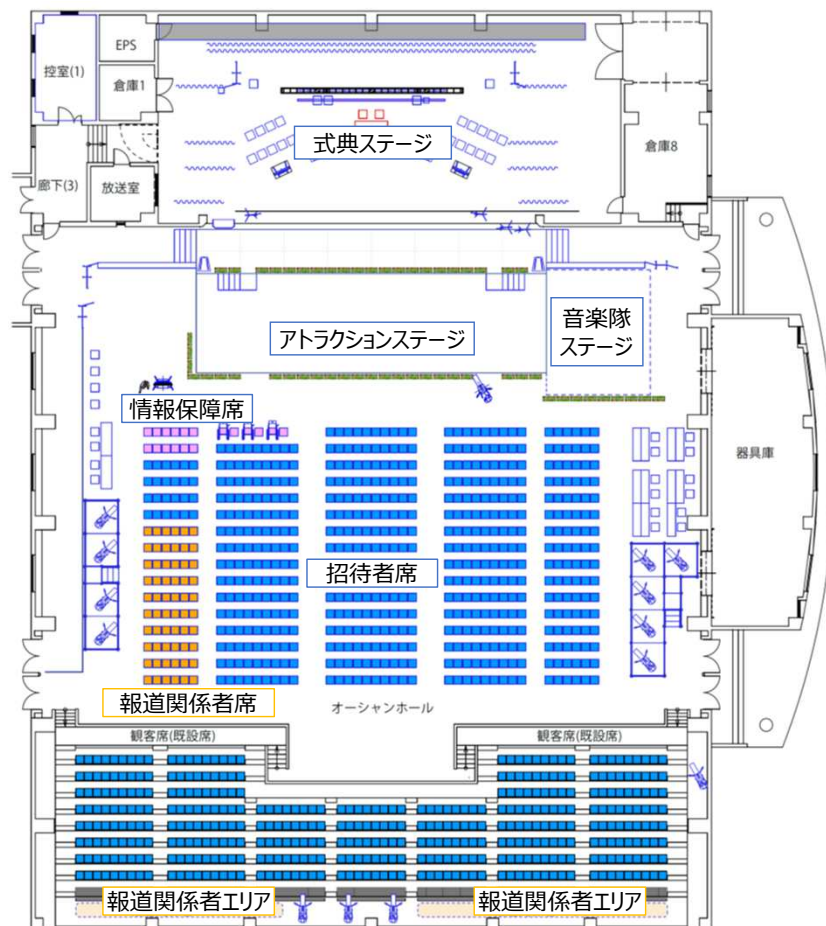 EPS
控室(1)
倉庫1
式典ステージ
倉庫8
廊下(3)
放送室
アトラクションステージ
音楽隊
ステージ
情報保障席
器具庫
招待者席
報道関係者席
オーシャンホール
観客席(既設席)
観客席(既設席)
報道関係者エリア
報道関係者エリア